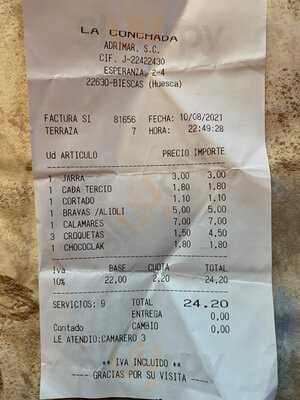 LA CONCHADA
ADRIMAR, S.C.
CIF. J-22422430
ESPERANZA, 2-4
22630-BIESCAS (Huesca)
FACTURA SI 81656 FECHA: 10/08/2021
TERRAZA 7 HORA: 22:49:28
Ud ARTICULO PRECIO IMPORTE
1 JARRA 3,00 3,00
1 CABA TERCIO 1,80 1,80
1 CORTADO 1,10 1,10
1 BRAVAS /ALIOLI 5,00 5,00
1 CALAMARES 7,00 7,00
3 CROQUETAS 1,50 4,50
1 CHOCOCLAK 1,80 1,80
Iva BASE CUOTA TOTAL
10% 22,00 2,20 24,20
SERVICIOS: 9 TOTAL 24.20
ENTREGA 0,00
Contado CAMBIO 0,00
LE ATENDIO:CAMARERO 3
** IVA INCLUIDO **
---- GRACIAS POR SU VISITA ----